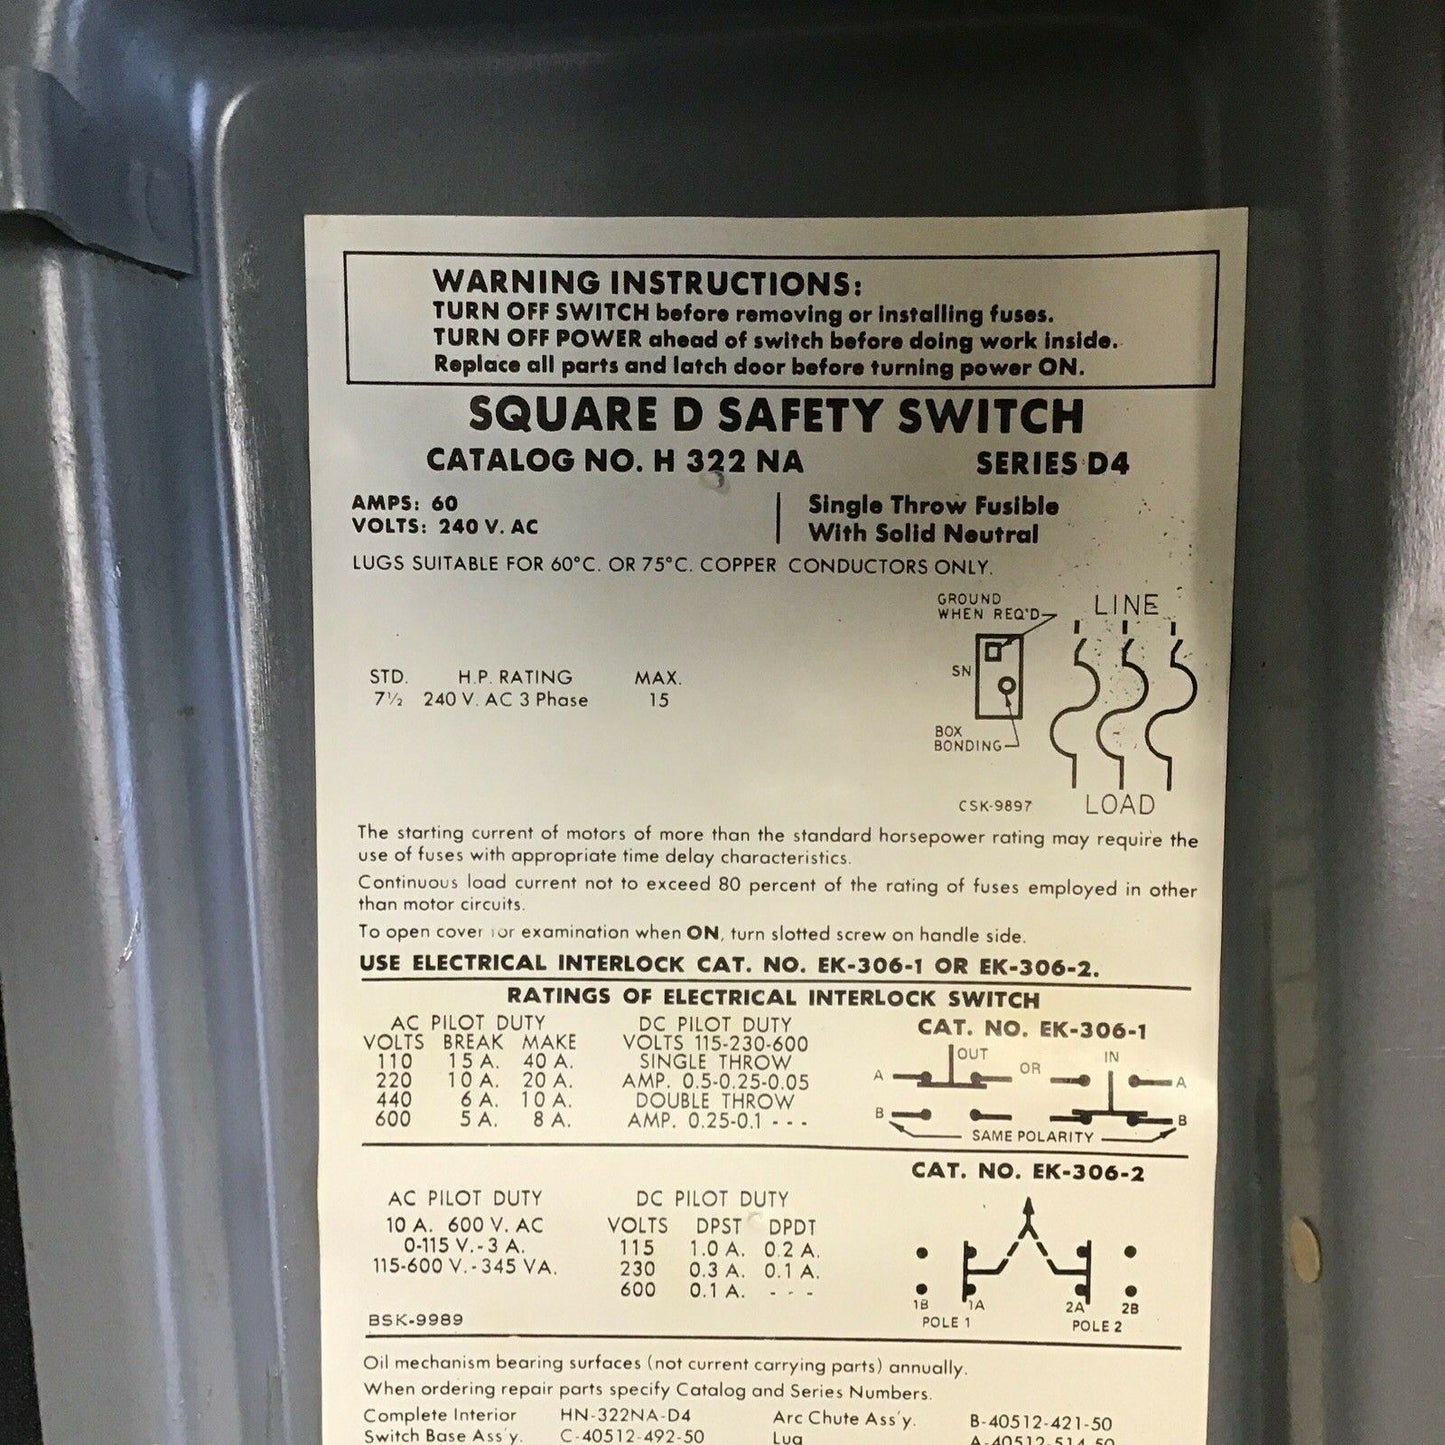 WARNING INSTRUCTIONS:
TURN OFF SWITCH before removing or installing fuses.
TURN OFF POWER ahead of switch before doing work inside.
Replace all parts and latch door before turning power ON.
SQUARE D SAFETY SWITCH
CATALOG NO. H 322 NA SERIES D4
AMPS: 60
VOLTS: 240 V. AC
Single Throw Fusible
With Solid Neutral
LUGS SUITABLE FOR 60°C. OR 75°C. COPPER CONDUCTORS ONLY.
GROUND
WHEN REQ'D
LINE
SN
BOX
BONDING
CSK-9897
LOAD
STD. H.P. RATING MAX.
7½ 240 V. AC 3 Phase 15
The starting current of motors of more than the standard horsepower rating may require the
use of fuses with appropriate time delay characteristics.
Continuous load current not to exceed 80 percent of the rating of fuses employed in other
than motor circuits.
To open cover for examination when ON, turn slotted screw on handle side.
USE ELECTRICAL INTERLOCK CAT. NO. EK-306-1 OR EK-306-2.
RATINGS OF ELECTRICAL INTERLOCK SWITCH
AC PILOT DUTY
VOLTS BREAK MAKE
110 15 A. 40 A.
220 10 A. 20 A.
440 6 A. 10 A.
600 5 A. 8 A.
DC PILOT DUTY
VOLTS 115-230-600
SINGLE THROW
AMP. 0.5-0.25-0.05
DOUBLE THROW
AMP. 0.25-0.1 - - -
CAT. NO. EK-306-1
OUT OR IN
A A
B B
SAME POLARITY
CAT. NO. EK-306-2
AC PILOT DUTY
10 A. 600 V. AC
0-115 V.-3 A.
115-600 V.-345 VA.
DC PILOT DUTY
VOLTS DPST DPDT
115 1.0 A. 0.2 A.
230 0.3 A. 0.1 A.
600 0.1 A. - - -
1B 1A 2A 2B
POLE 1 POLE 2
BSK-9989
Oil mechanism bearing surfaces (not current carrying parts) annually.
When ordering repair parts specify Catalog and Series Numbers.
Complete Interior HN-322NA-D4 Arc Chute Ass'y. B-40512-421-50
Switch Base Ass'y. C-40512-492-50 Lug A-40512-514-50